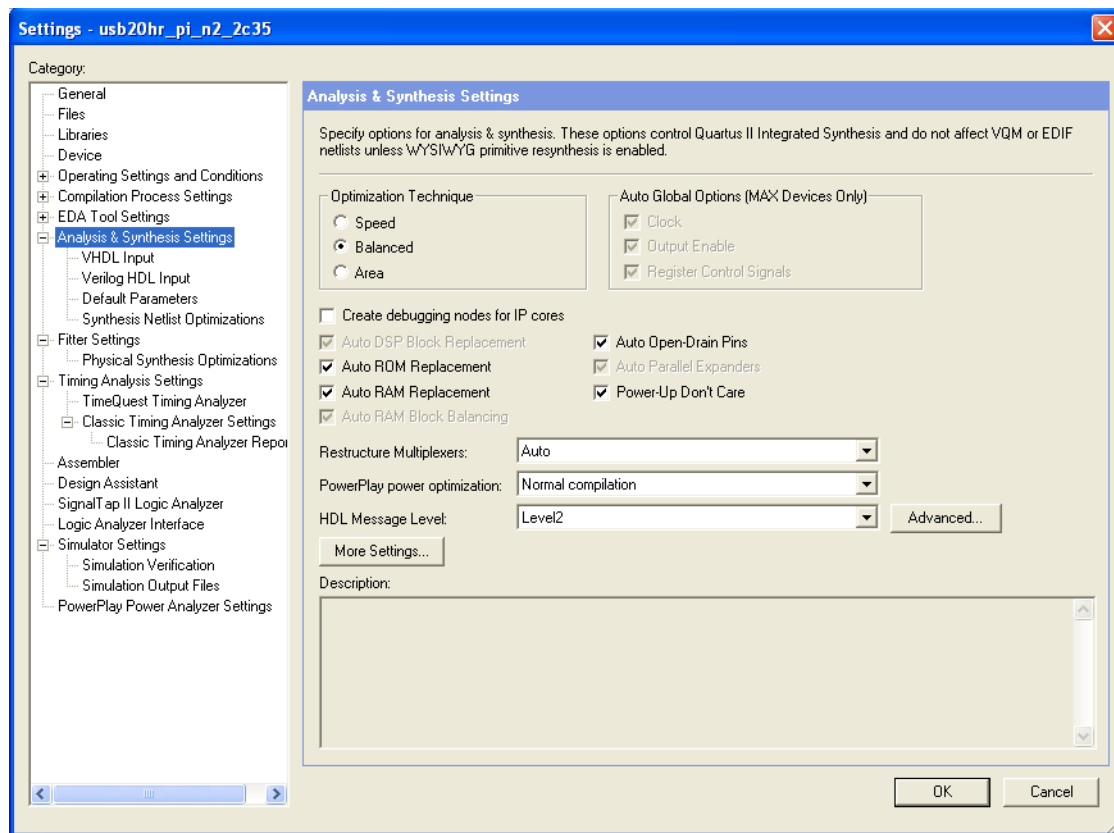 Settings - usb20hr_pi_n2_2c35
Category:
General
Files
Libraries
Device
Operating Settings and Conditions
Compilation Process Settings
EDA Tool Settings
Analysis & Synthesis Settings
VHDL Input
Verilog HDL Input
Default Parameters
Synthesis Netlist Optimizations
Fitter Settings
Physical Synthesis Optimizations
Timing Analysis Settings
TimeQuest Timing Analyzer
Classic Timing Analyzer Settings
Classic Timing Analyzer Repor
Assembler
Design Assistant
SignalTap II Logic Analyzer
Logic Analyzer Interface
Simulator Settings
Simulation Verification
Simulation Output Files
PowerPlay Power Analyzer Settings
Analysis & Synthesis Settings
Specify options for analysis & synthesis. These options control Quartus II Integrated Synthesis and do not affect VQM or EDIF
netlists unless WYSIWYG primitive resynthesis is enabled.
Optimization Technique
Speed
Balanced
Area
Auto Global Options (MAX Devices Only)
Clock
Output Enable
Register Control Signals
Create debugging nodes for IP cores
Auto DSP Block Replacement
Auto Open-Drain Pins
Auto ROM Replacement
Auto Parallel Expanders
Auto RAM Replacement
Power-Up Don't Care
Auto RAM Block Balancing
Restructure Multiplexers: Auto
PowerPlay power optimization: Normal compilation
HDL Message Level: Level2 Advanced...
More Settings...
Description:
OK Cancel